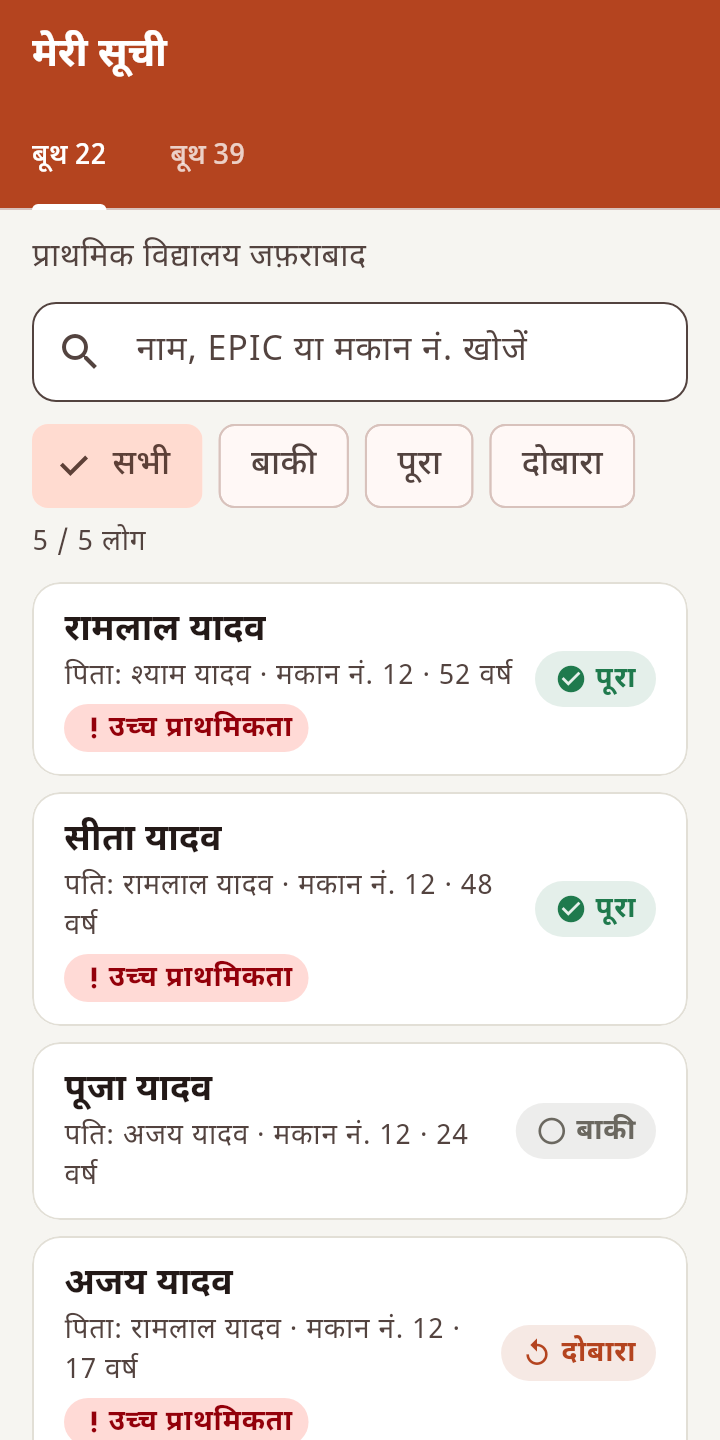 मेरी सूची
बूथ 22 बूथ 39
प्राथमिक विद्यालय जफ़राबाद
नाम, EPIC या मकान नं. खोजें
सभी बाकी पूरा दोबारा
5 / 5 लोग
रामलाल यादव
पिता: श्याम यादव · मकान नं. 12 · 52 वर्ष
पूरा
! उच्च प्राथमिकता
सीता यादव
पति: रामलाल यादव · मकान नं. 12 · 48
वर्ष
पूरा
! उच्च प्राथमिकता
पूजा यादव
पति: अजय यादव · मकान नं. 12 · 24
वर्ष
बाकी
अजय यादव
पिता: रामलाल यादव · मकान नं. 12 ·
17 वर्ष
दोबारा
! उच्च प्राथमिकता